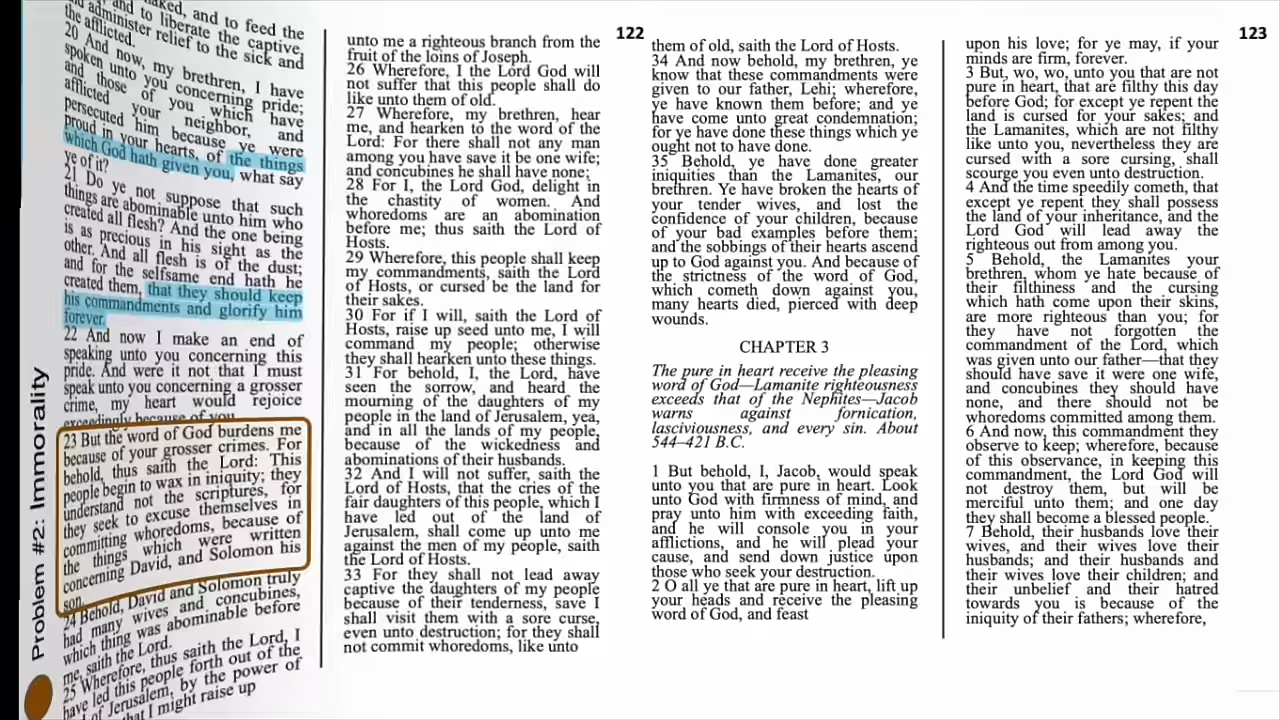 naked, and to feed the
and to liberate the captive,
administer relief to the sick and
the afflicted.
20 And now, my brethren, I have
spoken unto you concerning pride;
and those of you which have
afflicted your neighbor, and
persecuted him because ye were
proud in your hearts, of the things
which God hath given you, what say
ye of it?
21 Do ye not suppose that such
things are abominable unto him who
created all flesh? And the one being
is as precious in his sight as the
other. And all flesh is of the dust;
and for the selfsame end hath he
created them, that they should keep
his commandments and glorify him
forever.
22 And now I make an end of
speaking unto you concerning this
pride. And were it not that I must
speak unto you concerning a grosser
crime, my heart would rejoice
exceedingly because of you.
23 But the word of God burdens me
because of your grosser crimes. For
behold, thus saith the Lord: This
people begin to wax in iniquity; they
understand not the scriptures, for
they seek to excuse themselves in
committing whoredoms, because of
the things which were written
concerning David, and Solomon his
son.
24 Behold, David and Solomon truly
had many wives and concubines,
which thing was abominable before
me, saith the Lord.
25 Wherefore, thus saith the Lord, I
have led this people forth out of the
of Jerusalem, by the power of
that I might raise up
Problem #2: Immorality
unto me a righteous branch from the
fruit of the loins of Joseph.
26 Wherefore, I the Lord God will
not suffer that this people shall do
like unto them of old.
27 Wherefore, my brethren, hear
me, and hearken to the word of the
Lord: For there shall not any man
among you have save it be one wife;
and concubines he shall have none;
28 For I, the Lord God, delight in
the chastity of women. And
whoredoms are an abomination
before me; thus saith the Lord of
Hosts.
29 Wherefore, this people shall keep
my commandments, saith the Lord
of Hosts, or cursed be the land for
their sakes.
30 For if I will, saith the Lord of
Hosts, raise up seed unto me, I will
command my people; otherwise
they shall hearken unto these things.
31 For behold, I, the Lord, have
seen the sorrow, and heard the
mourning of the daughters of my
people in the land of Jerusalem, yea,
and in all the lands of my people,
because of the wickedness and
abominations of their husbands.
32 And I will not suffer, saith the
Lord of Hosts, that the cries of the
fair daughters of this people, which I
have led out of the land of
Jerusalem, shall come up unto me
against the men of my people, saith
the Lord of Hosts.
33 For they shall not lead away
captive the daughters of my people
because of their tenderness, save I
shall visit them with a sore curse,
even unto destruction; for they shall
not commit whoredoms, like unto
122
them of old, saith the Lord of Hosts.
34 And now behold, my brethren, ye
know that these commandments were
given to our father, Lehi; wherefore,
ye have known them before; and ye
have come unto great condemnation;
for ye have done these things which ye
ought not to have done.
35 Behold, ye have done greater
iniquities than the Lamanites, our
brethren. Ye have broken the hearts of
your tender wives, and lost the
confidence of your children, because
of your bad examples before them;
and the sobbings of their hearts ascend
up to God against you. And because of
the strictness of the word of God,
which cometh down against you,
many hearts died, pierced with deep
wounds.
CHAPTER 3
The pure in heart receive the pleasing
word of God—Lamanite righteousness
exceeds that of the Nephites—Jacob
warns against fornication,
lasciviousness, and every sin. About
544–421 B.C.
1 But behold, I, Jacob, would speak
unto you that are pure in heart. Look
unto God with firmness of mind, and
pray unto him with exceeding faith,
and he will console you in your
afflictions, and he will plead your
cause, and send down justice upon
those who seek your destruction.
2 O all ye that are pure in heart, lift up
your heads and receive the pleasing
word of God, and feast
123
upon his love; for ye may, if your
minds are firm, forever.
3 But, wo, wo, unto you that are not
pure in heart, that are filthy this day
before God; for except ye repent the
land is cursed for your sakes; and
the Lamanites, which are not filthy
like unto you, nevertheless they are
cursed with a sore cursing, shall
scourge you even unto destruction.
4 And the time speedily cometh, that
except ye repent they shall possess
the land of your inheritance, and the
Lord God will lead away the
righteous out from among you.
5 Behold, the Lamanites your
brethren, whom ye hate because of
their filthiness and the cursing
which hath come upon their skins,
are more righteous than you; for
they have not forgotten the
commandment of the Lord, which
was given unto our father—that they
should have save it were one wife,
and concubines they should have
none, and there should not be
whoredoms committed among them.
6 And now, this commandment they
observe to keep; wherefore, because
of this observance, in keeping this
commandment, the Lord God will
not destroy them, but will be
merciful unto them; and one day
they shall become a blessed people.
7 Behold, their husbands love their
wives, and their wives love their
husbands; and their husbands and
their wives love their children; and
their unbelief and their hatred
towards you is because of the
iniquity of their fathers; wherefore,